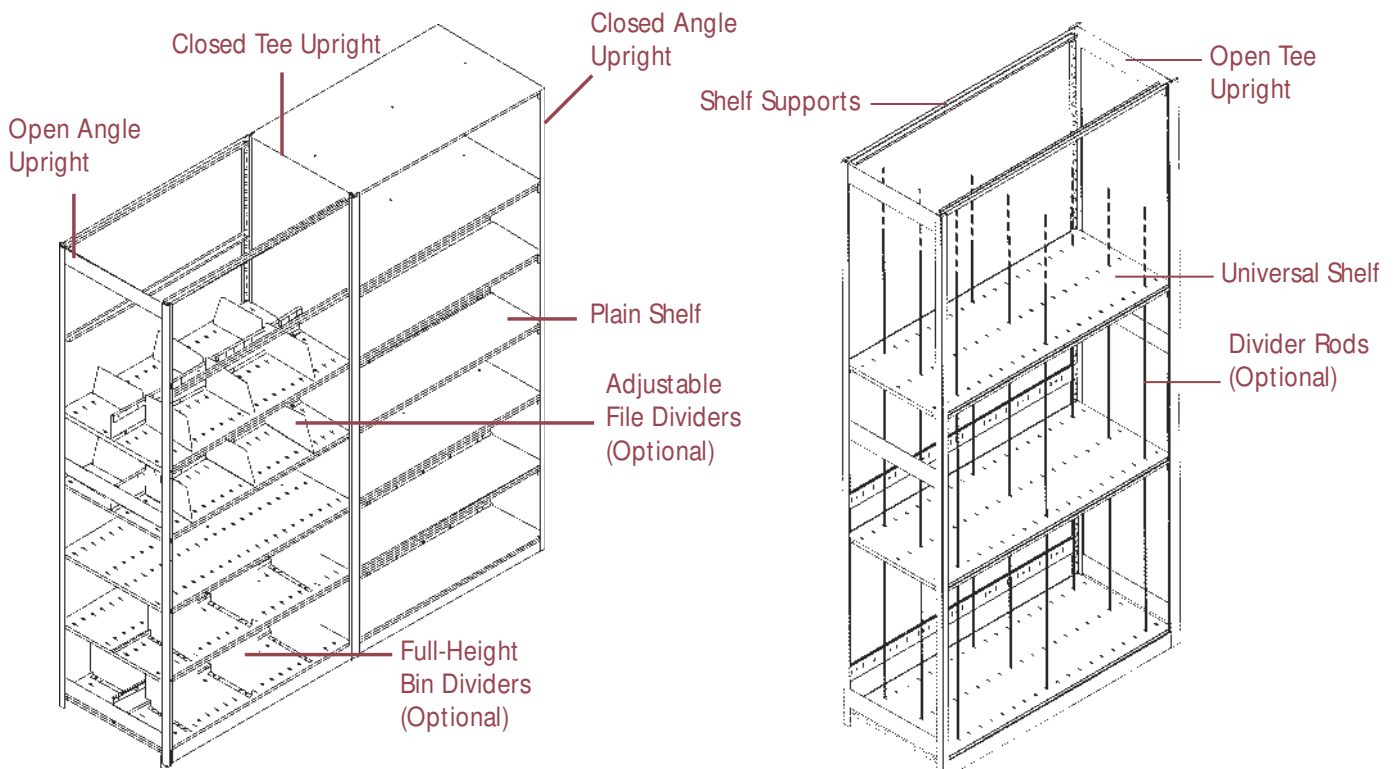 Closed Tee Upright
Closed Angle
Upright
Open Angle
Upright
Plain Shelf
Adjustable
File Dividers
(Optional)
Full-Height
Bin Dividers
(Optional)
Open Tee
Upright
Shelf Supports
Universal Shelf
Divider Rods
(Optional)